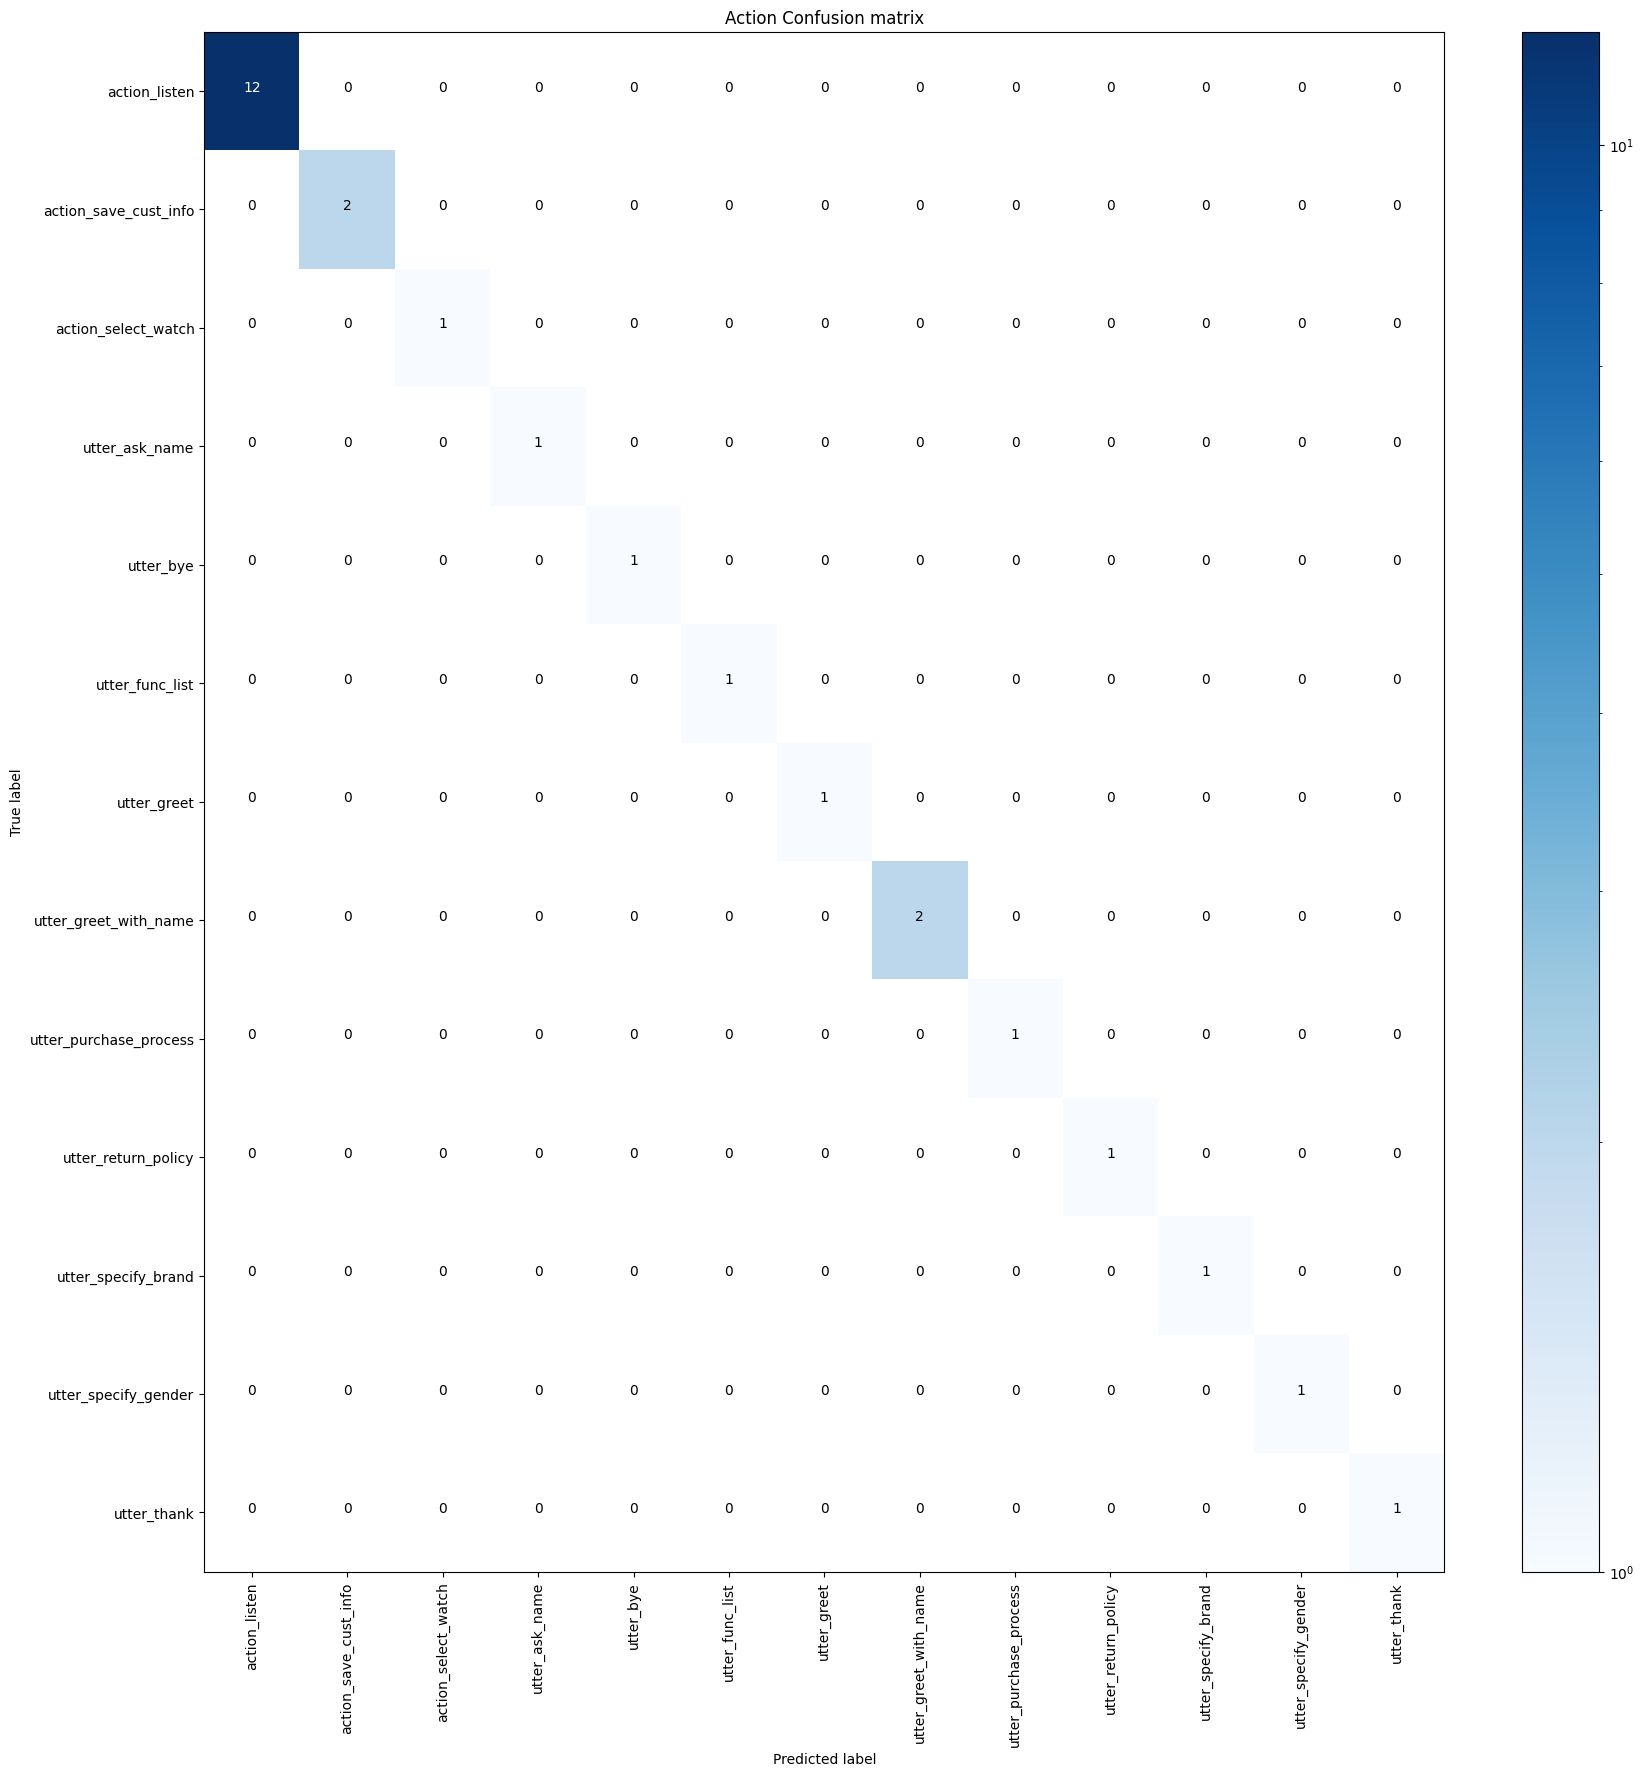 Action Confusion matrix
action_listen 12 0 0 0 0 0 0 0 0 0 0 0 0
action_save_cust_info 0 2 0 0 0 0 0 0 0 0 0 0 0
action_select_watch 0 0 1 0 0 0 0 0 0 0 0 0 0
utter_ask_name 0 0 0 1 0 0 0 0 0 0 0 0 0
utter_bye 0 0 0 0 1 0 0 0 0 0 0 0 0
utter_func_list 0 0 0 0 0 1 0 0 0 0 0 0 0
utter_greet 0 0 0 0 0 0 1 0 0 0 0 0 0
utter_greet_with_name 0 0 0 0 0 0 0 2 0 0 0 0 0
utter_purchase_process 0 0 0 0 0 0 0 0 1 0 0 0 0
utter_return_policy 0 0 0 0 0 0 0 0 0 1 0 0 0
utter_specify_brand 0 0 0 0 0 0 0 0 0 0 1 0 0
utter_specify_gender 0 0 0 0 0 0 0 0 0 0 0 1 0
utter_thank 0 0 0 0 0 0 0 0 0 0 0 0 1
True label
action_listen
action_save_cust_info
action_select_watch
utter_ask_name
utter_bye
utter_func_list
utter_greet
utter_greet_with_name
utter_purchase_process
utter_return_policy
utter_specify_brand
utter_specify_gender
utter_thank
Predicted label
10¹
10⁰